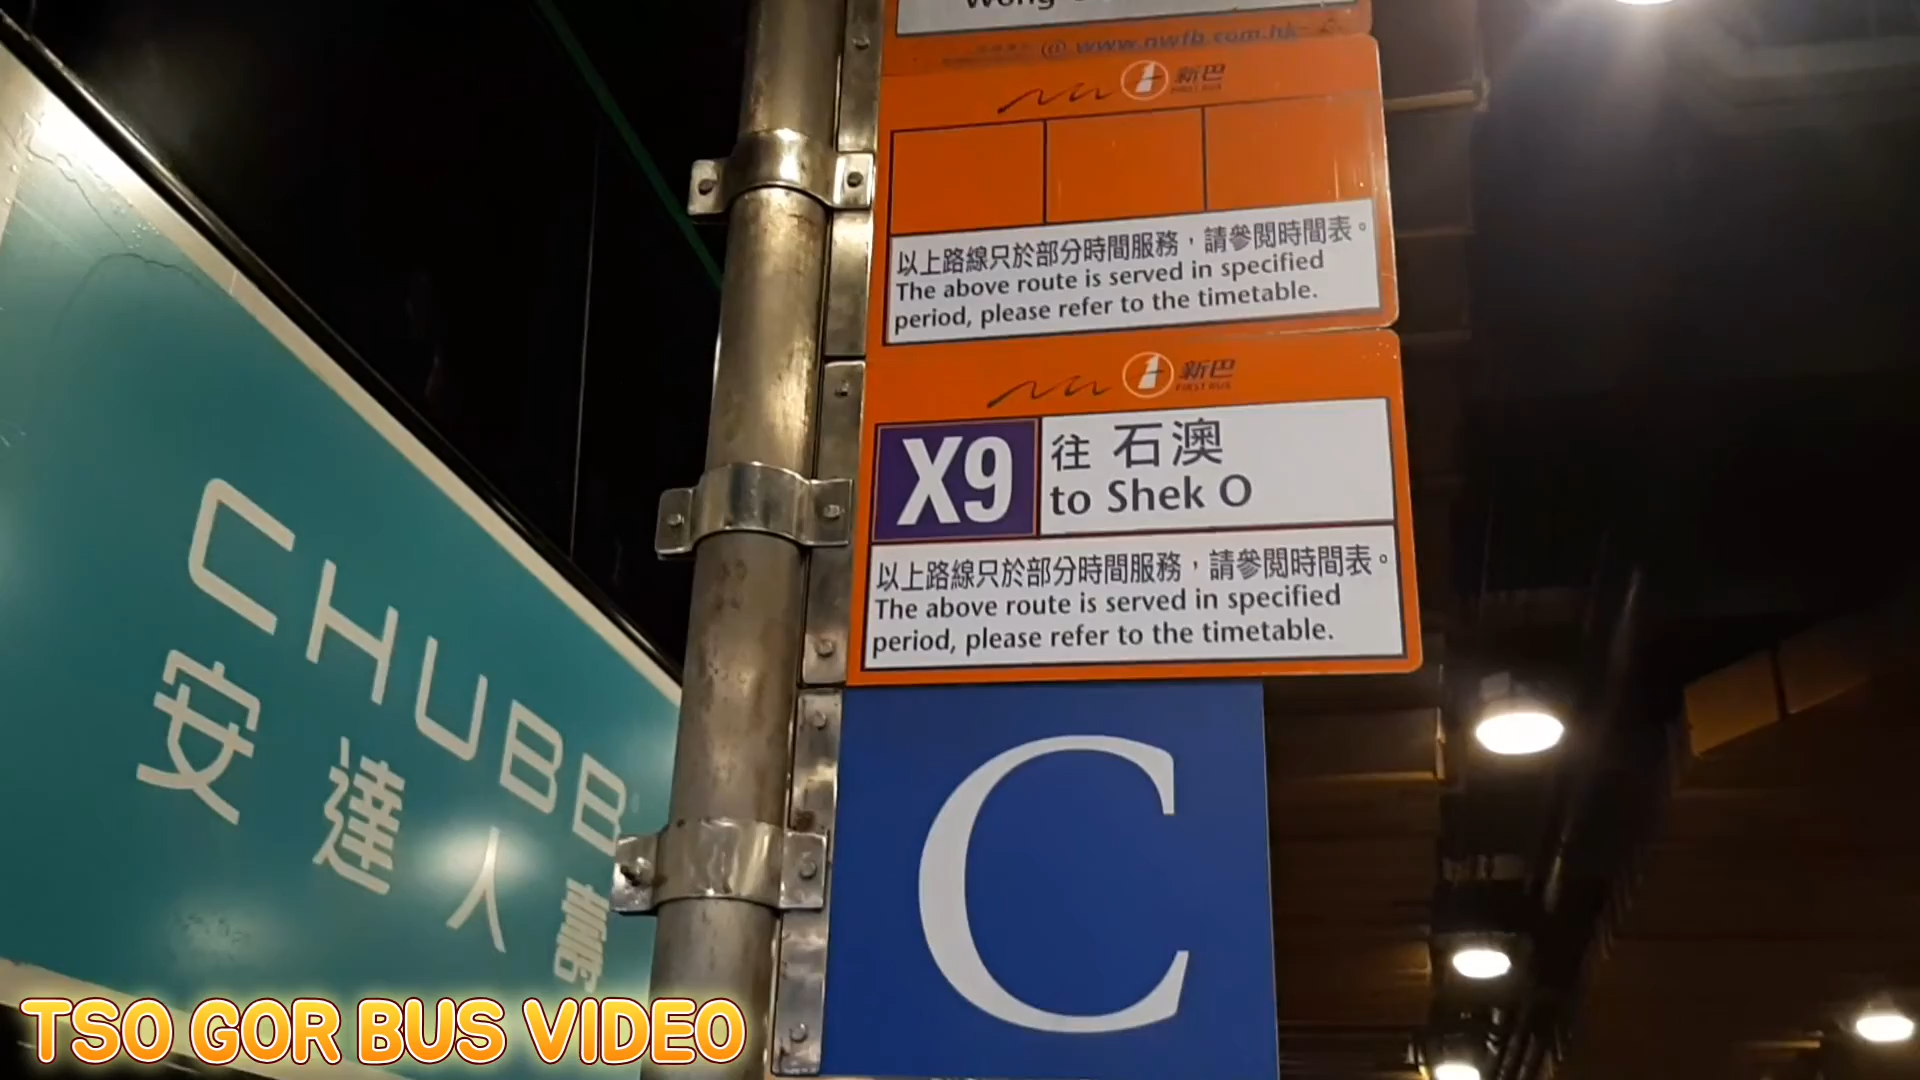 www.nwfb.com.hk
新巴
FIRST BUS
以上路線只於部分時間服務，請參閱時間表。
The above route is served in specified
period, please refer to the timetable.
新巴
FIRST BUS
X9
往 石澳
to Shek O
以上路線只於部分時間服務，請參閱時間表。
The above route is served in specified
period, please refer to the timetable.
C
CHUBB
安達人壽
TSO GOR BUS VIDEO